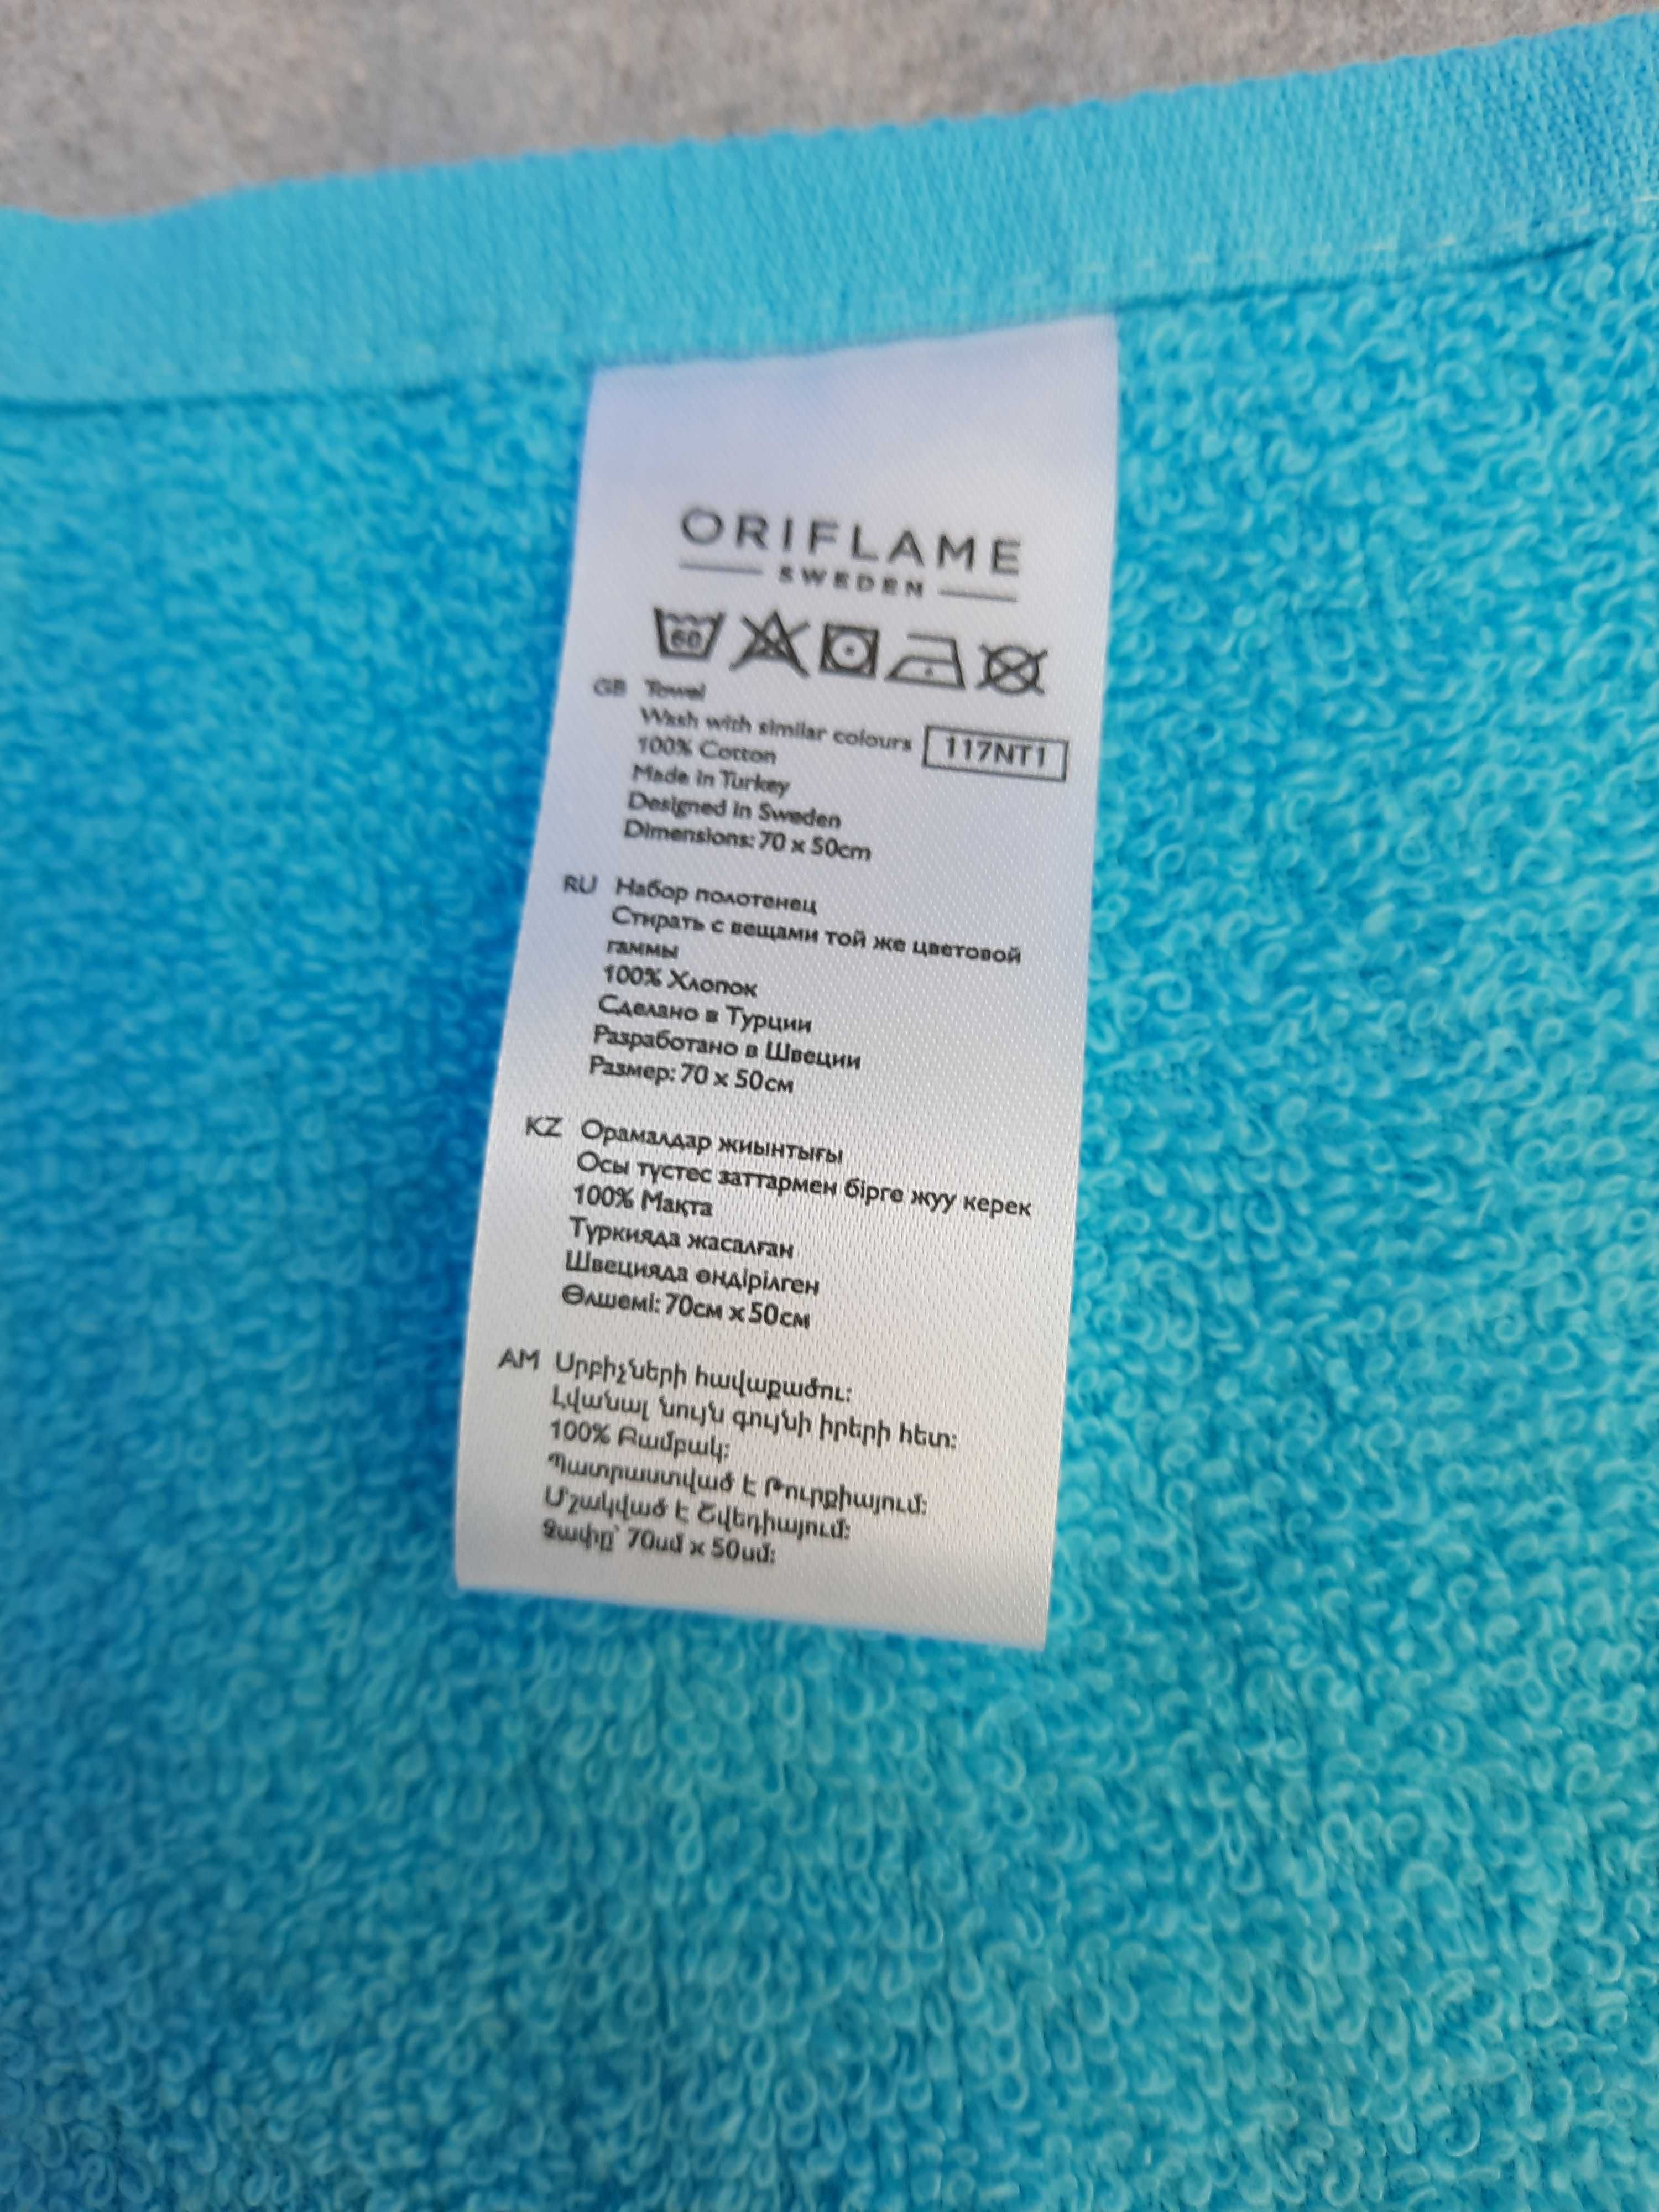 ORIFLAME
SWEDEN
60
GB Towel
Wash with similar colours 117NT1
100% Cotton
Made in Turkey
Designed in Sweden
Dimensions: 70 x 50cm
RU Набор полотенец
Стирать с вещами той же цветовой
гаммы
100% Хлопок
Сделано в Турции
Разработано в Швеции
Размер: 70 x 50см
KZ Орамалдар жиынтығы
Осы түстес заттармен бірге жуу керек
100% Мақта
Түркияда жасалған
Швецияда өндірілген
Өлшемі: 70см x 50см
AM Սրբիչների հավաքածու:
Լվանալ նույն գույնի իրերի հետ:
100% Բամբակ:
Պատրաստված է Թուրքիայում:
Մշակված է Շվեդիայում:
Չափը՝ 70սմ x 50սմ: